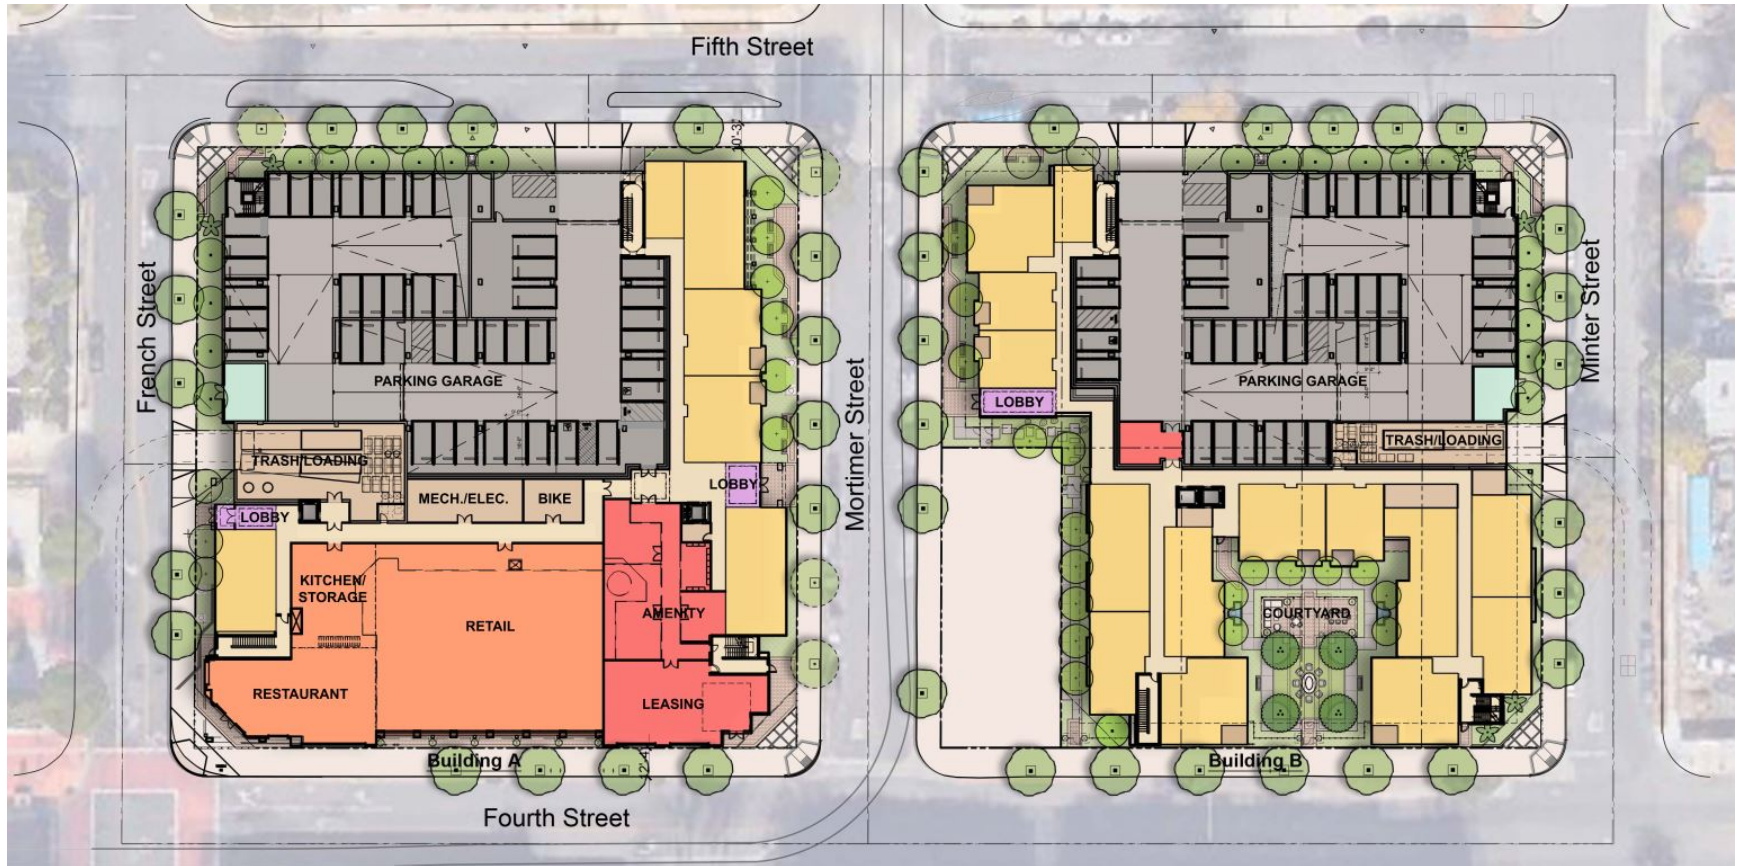 Fifth Street
French Street
Mortimer Street
Minter Street
PARKING GARAGE
PARKING GARAGE
LOBBY
TRASH/LOADING
TRASH/LOADING
MECH./ELEC.
BIKE
LOBBY
LOBBY
KITCHEN/
STORAGE
RETAIL
AMENITY
COURTYARD
RESTAURANT
LEASING
Building A
Building B
Fourth Street